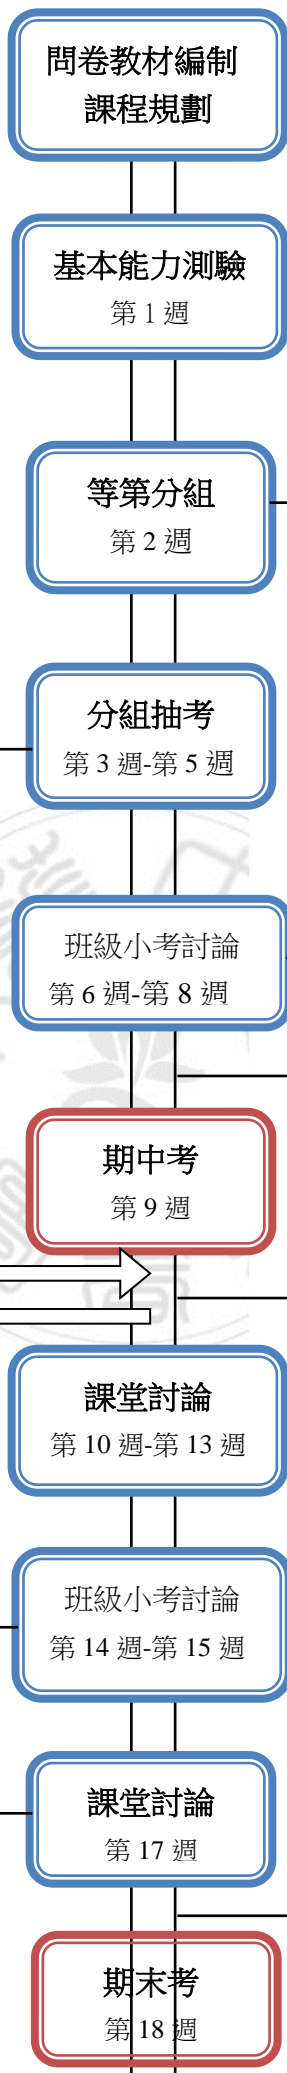 問卷教材編制
課程規劃
基本能力測驗
第 1 週
等第分組
第 2 週
分組抽考
第 3 週-第 5 週
班級小考討論
第 6 週-第 8 週
期中考
第 9 週
課堂討論
第 10 週-第 13 週
班級小考討論
第 14 週-第 15 週
課堂討論
第 17 週
期末考
第 18 週